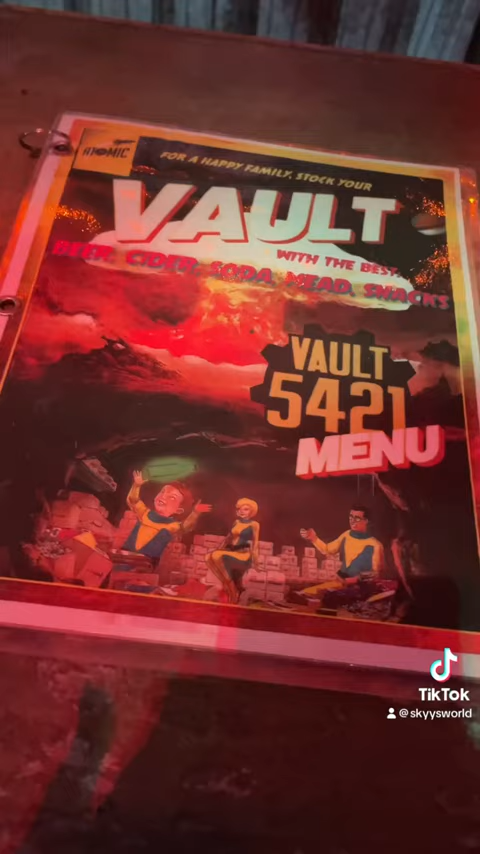 ATOMIC
FOR A HAPPY FAMILY, STOCK YOUR
VAULT
WITH THE BEST
BEER, CIDER, SODA, MEAD, SNACKS
VAULT
5421
MENU
TikTok
@skyysworld